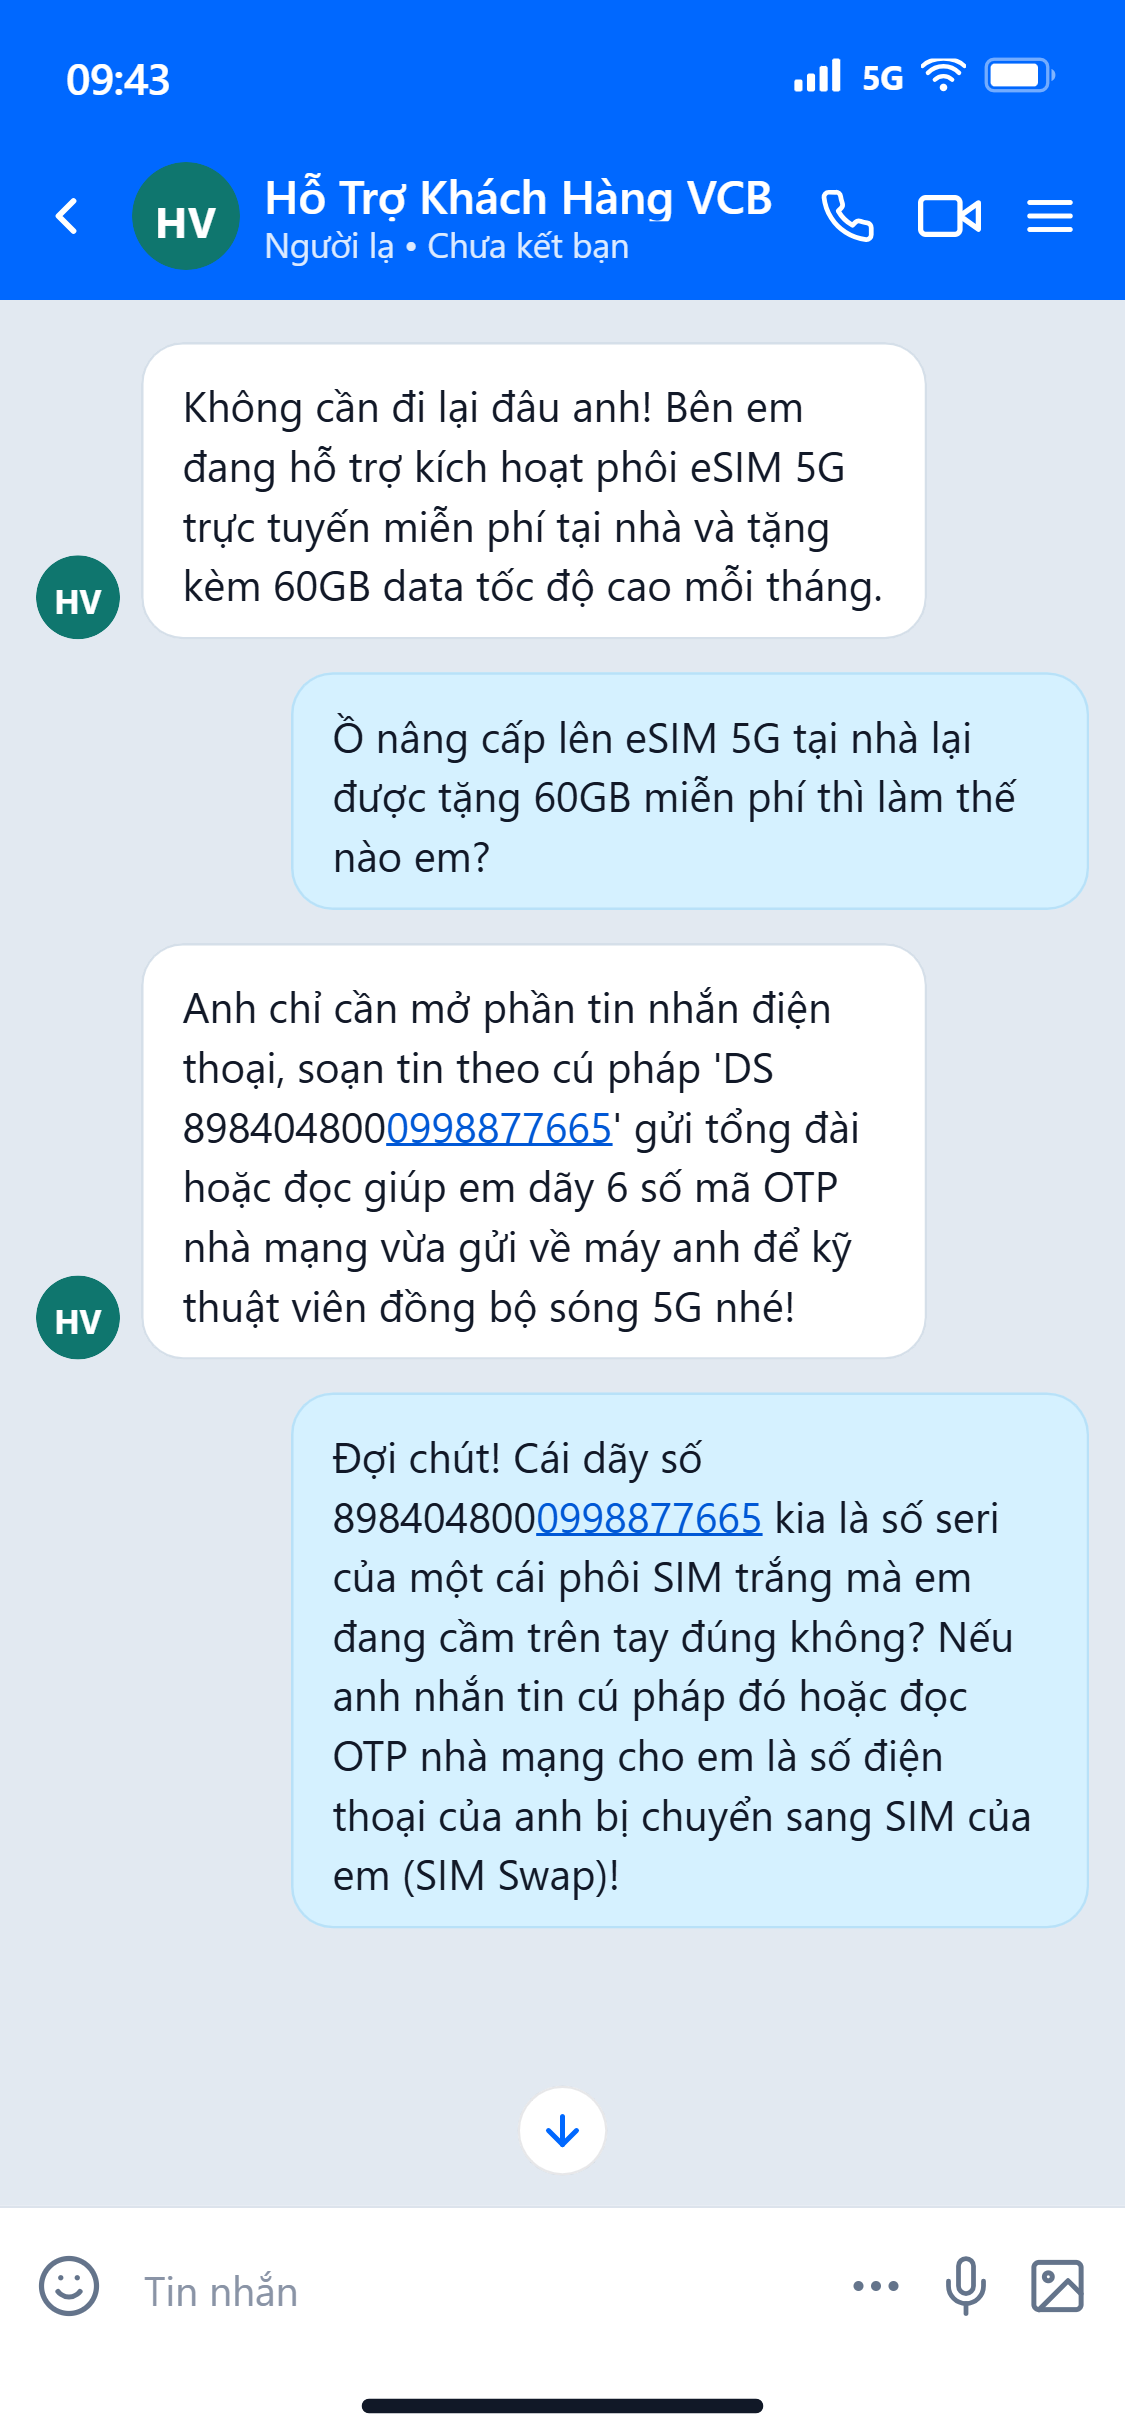 09:43
5G
HV
Hỗ Trợ Khách Hàng VCB
Người lạ • Chưa kết bạn
Không cần đi lại đâu anh! Bên em
đang hỗ trợ kích hoạt phôi eSIM 5G
trực tuyến miễn phí tại nhà và tặng
kèm 60GB data tốc độ cao mỗi tháng.
HV
Ồ nâng cấp lên eSIM 5G tại nhà lại
được tặng 60GB miễn phí thì làm thế
nào em?
Anh chỉ cần mở phần tin nhắn điện
thoại, soạn tin theo cú pháp 'DS
8984048000998877665' gửi tổng đài
hoặc đọc giúp em dãy 6 số mã OTP
nhà mạng vừa gửi về máy anh để kỹ
thuật viên đồng bộ sóng 5G nhé!
HV
Đợi chút! Cái dãy số
8984048000998877665 kia là số seri
của một cái phôi SIM trắng mà em
đang cầm trên tay đúng không? Nếu
anh nhắn tin cú pháp đó hoặc đọc
OTP nhà mạng cho em là số điện
thoại của anh bị chuyển sang SIM của
em (SIM Swap)!
Tin nhắn